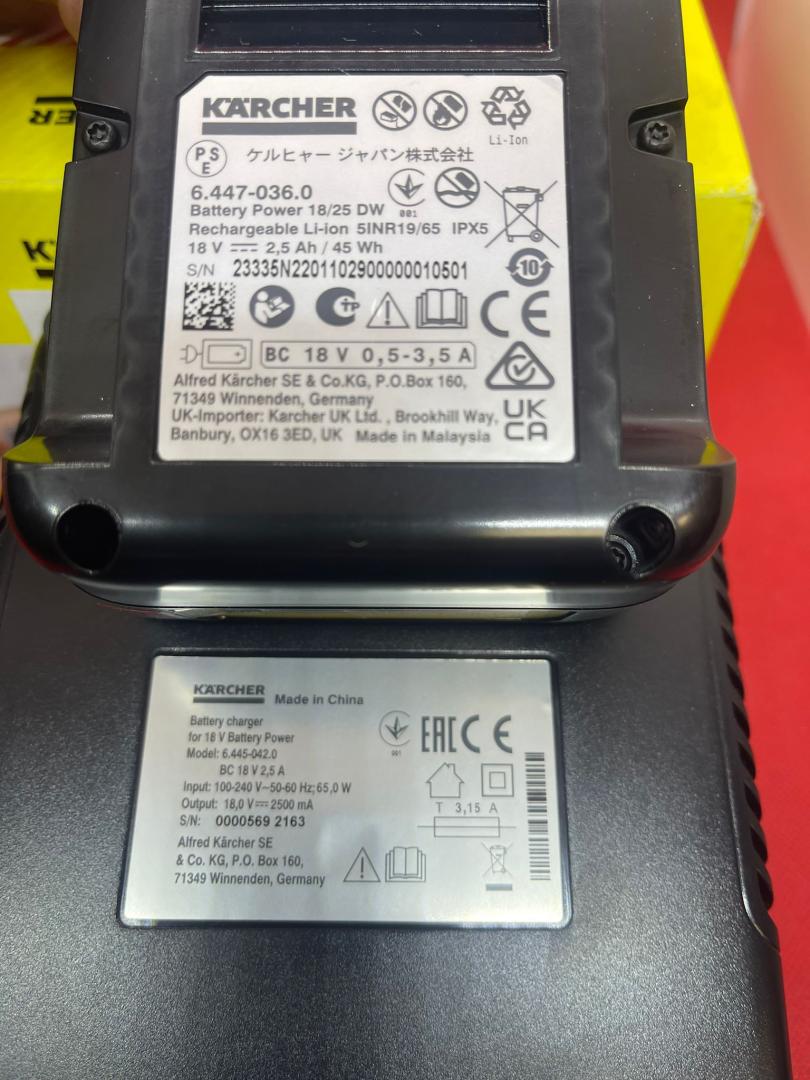 KÄRCHER
Li-Ion
PS
E
ケルヒャー ジャパン株式会社
6.447-036.0
Battery Power 18/25 DW
001
Rechargeable Li-ion 5INR19/65 IPX5
18 V ⎓ 2,5 Ah / 45 Wh
S/N 23335N2201102900000010501
10
BC 18 V 0,5-3,5 A
Alfred Kärcher SE & Co.KG, P.O.Box 160,
71349 Winnenden, Germany
UK-Importer: Karcher UK Ltd. , Brookhill Way,
Banbury, OX16 3ED, UK Made in Malaysia
CE
UK
CA
KÄRCHER Made in China
Battery charger
for 18 V Battery Power
Model: 6.445-042.0
BC 18 V 2,5 A
Input: 100-240 V~50-60 Hz; 65,0 W
Output: 18,0 V ⎓ 2500 mA
S/N: 0000569 2163
Alfred Kärcher SE
& Co. KG, P.O. Box 160,
71349 Winnenden, Germany
001
EAC CE
T 3,15 A